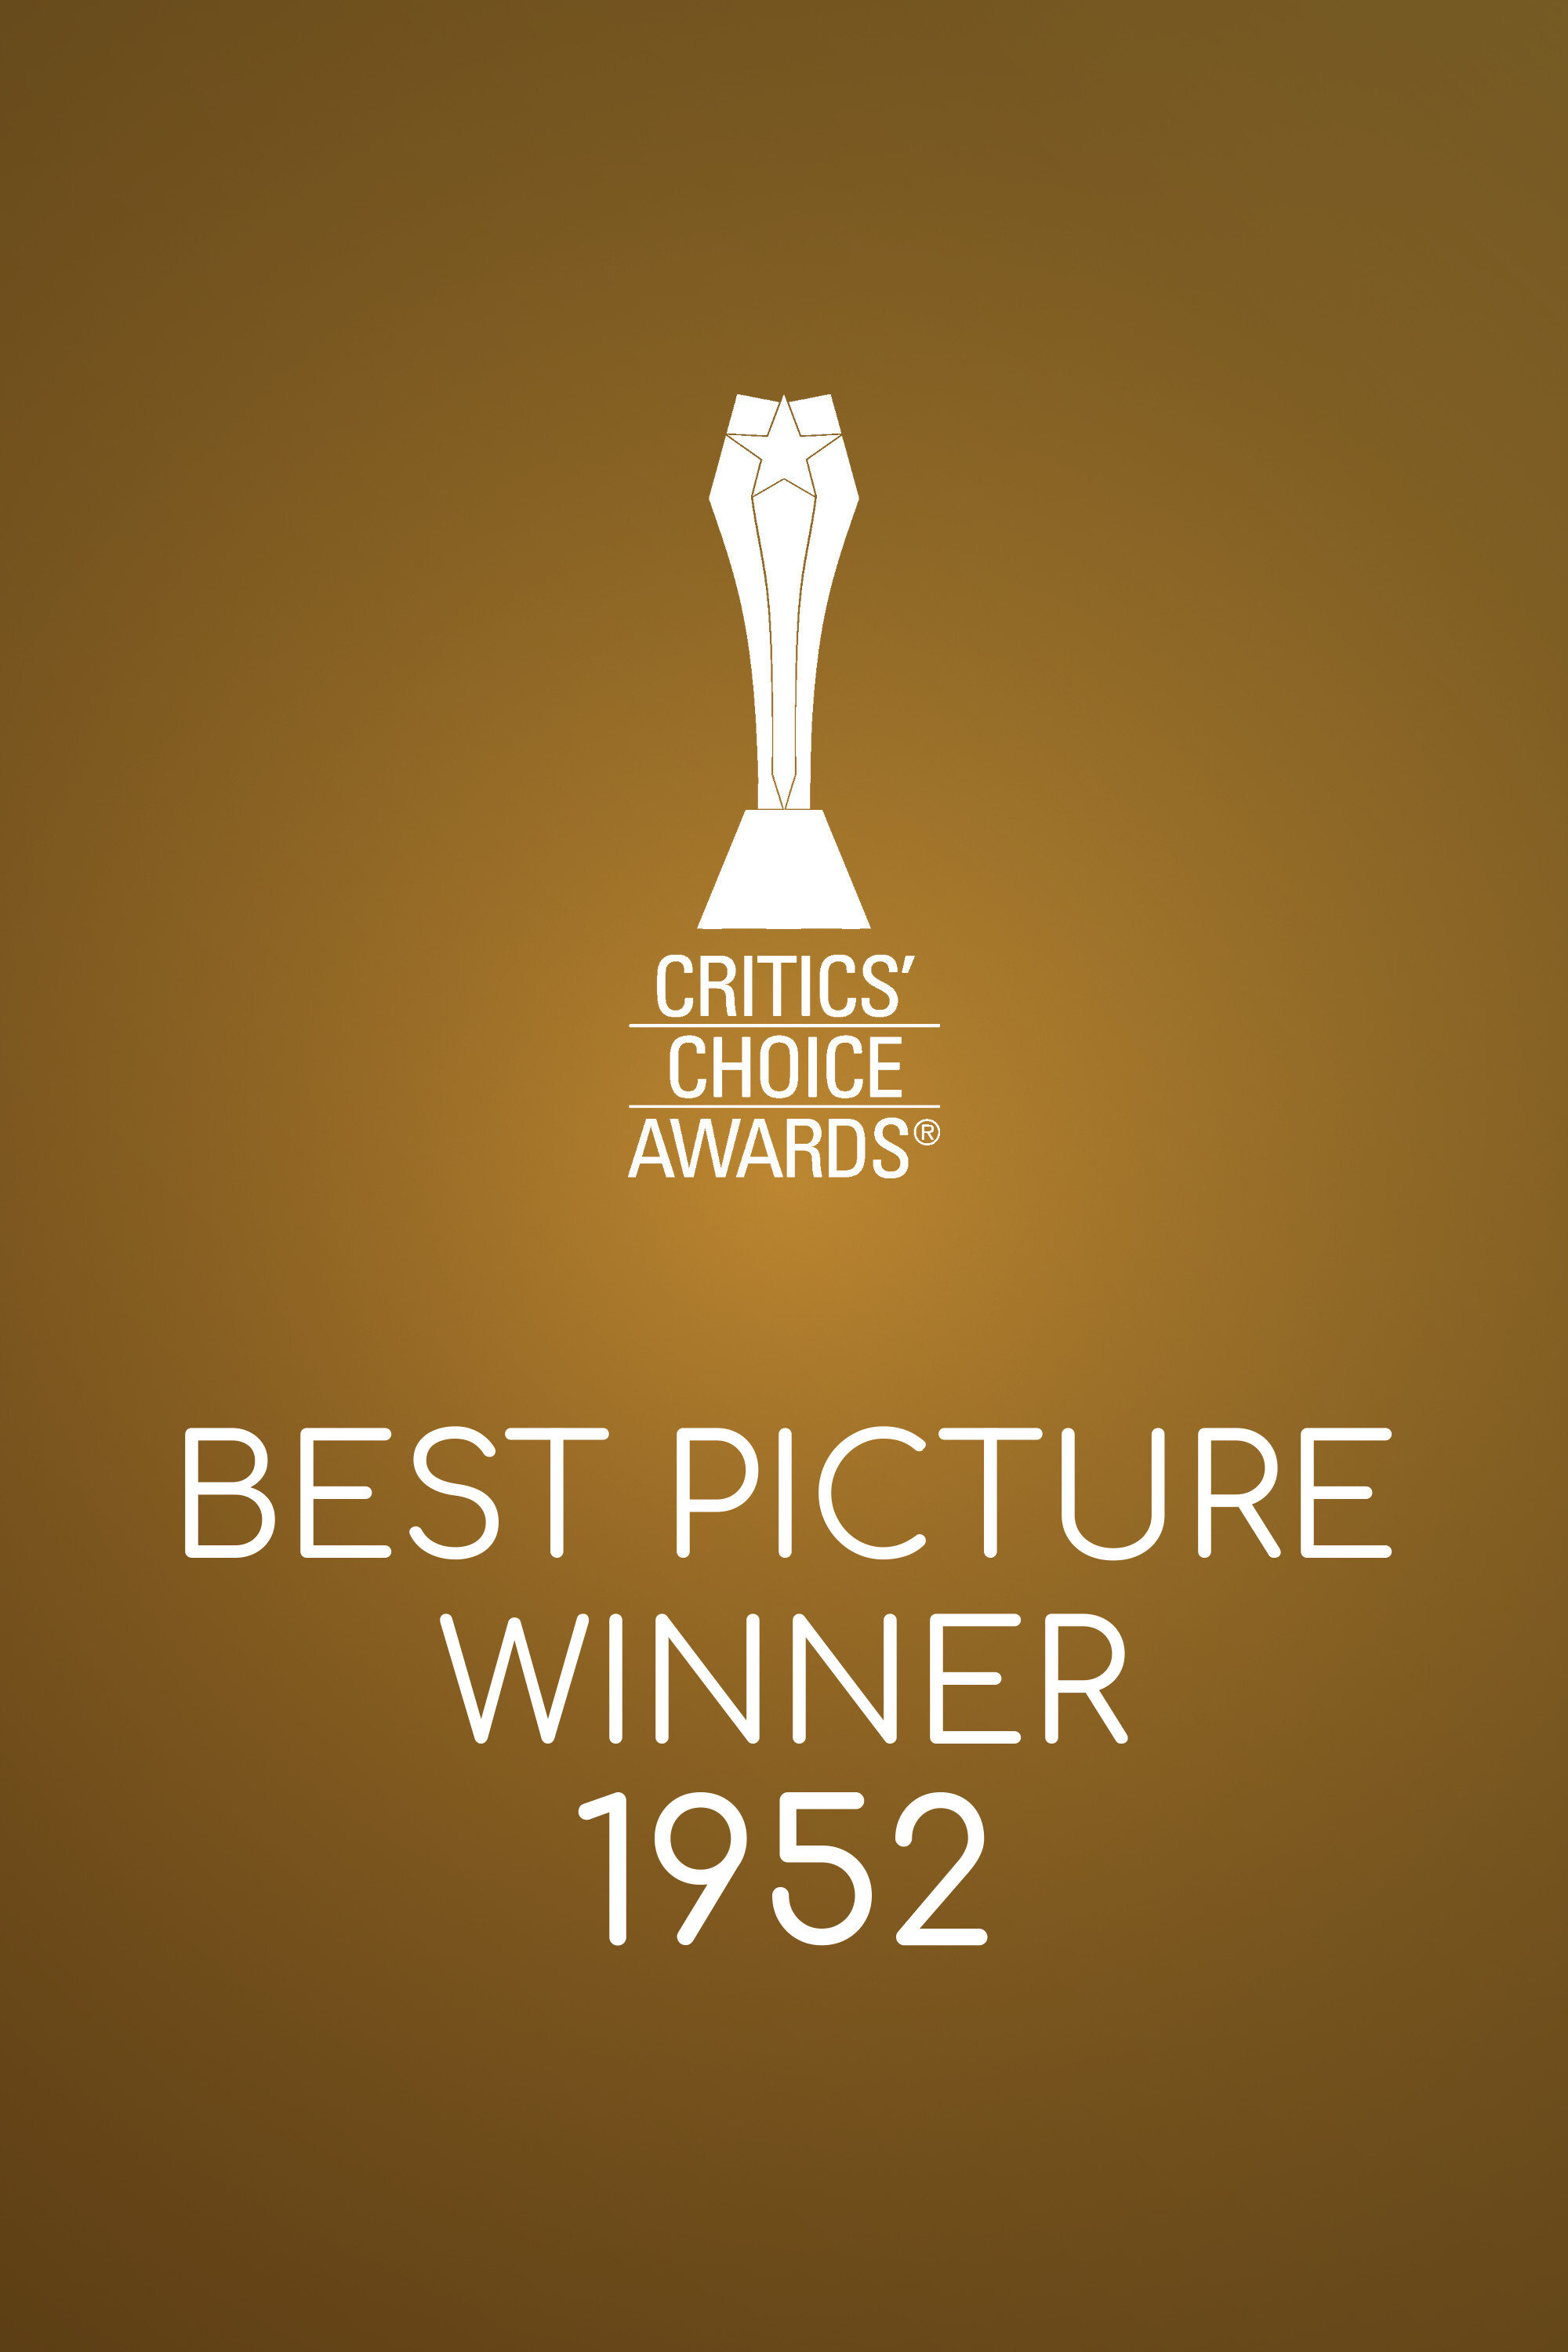 CRITICS'
CHOICE
AWARDS®
BEST PICTURE
WINNER
1952